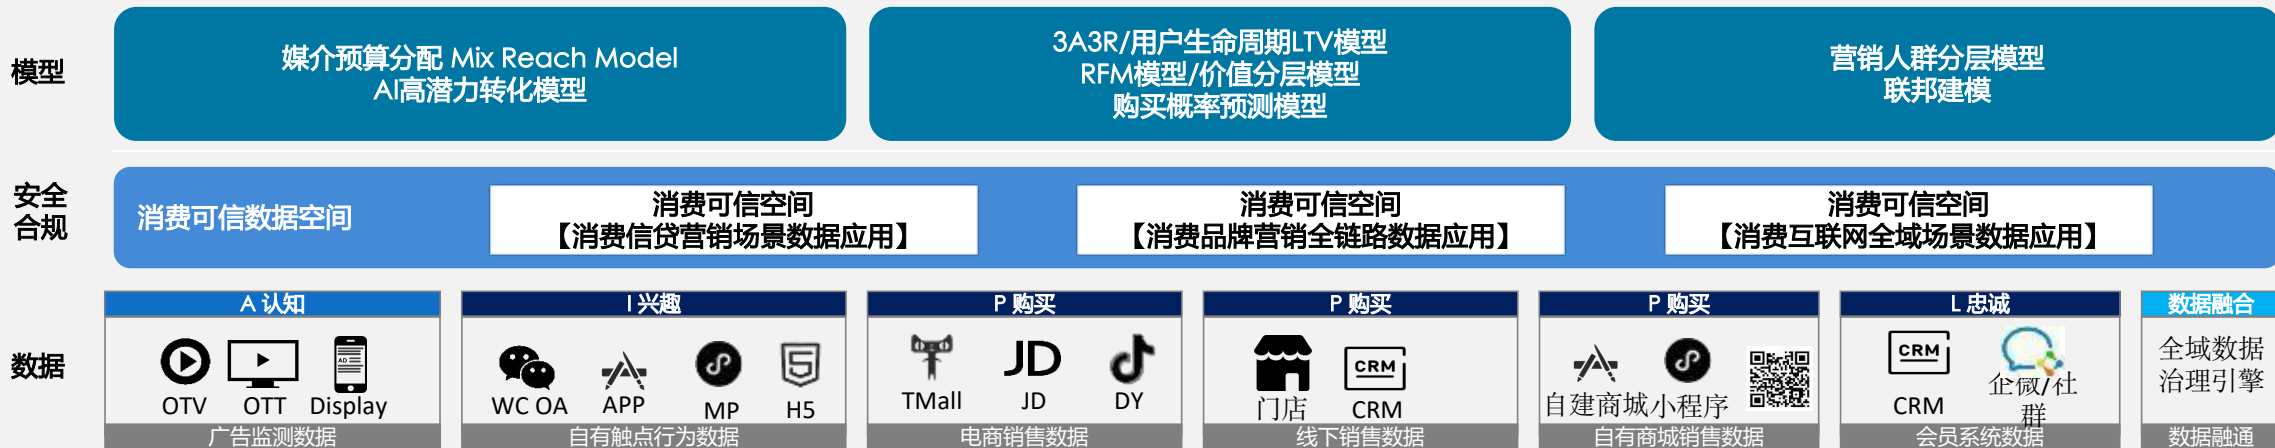 模型
媒介预算分配 Mix Reach Model
AI高潜力转化模型
3A3R/用户生命周期LTV模型
RFM模型/价值分层模型
购买概率预测模型
营销人群分层模型
联邦建模
安全
合规
消费可信数据空间
消费可信空间
【消费信贷营销场景数据应用】
消费可信空间
【消费品牌营销全链路数据应用】
消费可信空间
【消费互联网全域场景数据应用】
数据
A 认知
AD
OTV
OTT
Display
广告监测数据
I 兴趣
5
WC OA
APP
MP
H5
自有触点行为数据
P 购买
JD
TMall
JD
DY
电商销售数据
P 购买
CRM
门店
CRM
线下销售数据
P 购买
自建商城
小程序
自有商城销售数据
L 忠诚
CRM
CRM
企微/社
群
会员系统数据
数据融合
全域数据
治理引擎
数据融通